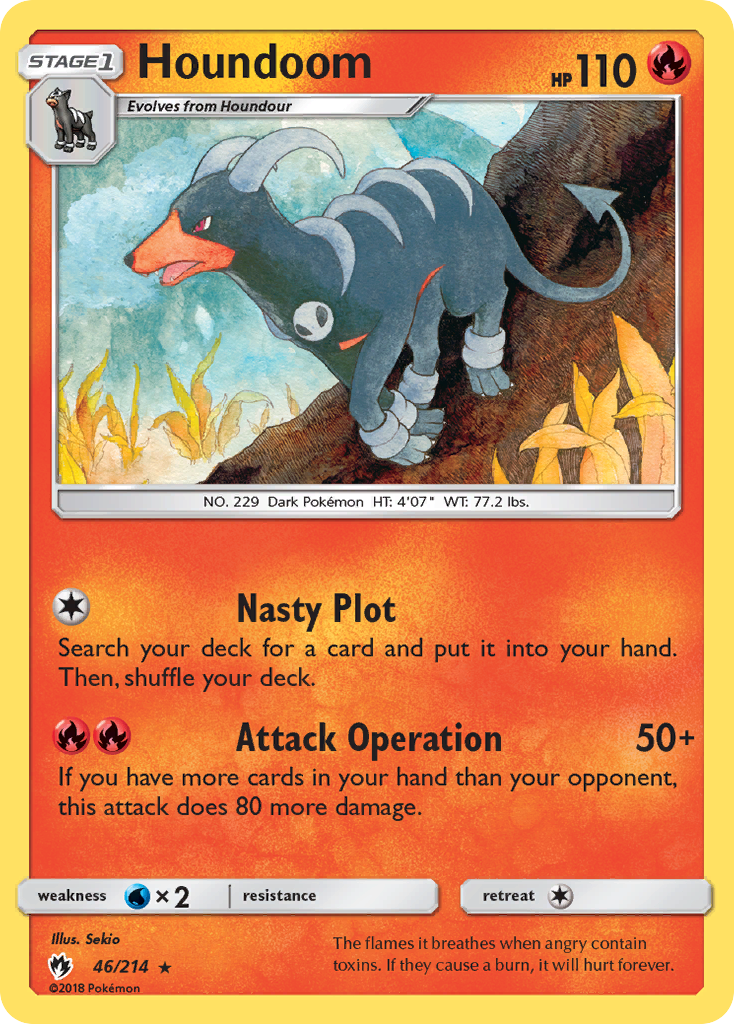 STAGE1
Houndoom
HP110
Evolves from Houndour
NO. 229 Dark Pokémon HT: 4'07" WT: 77.2 lbs.
Nasty Plot
Search your deck for a card and put it into your hand.
Then, shuffle your deck.
Attack Operation 50+
If you have more cards in your hand than your opponent,
this attack does 80 more damage.
weakness ×2 resistance retreat
Illus. Sekio
46/214 ★
©2018 Pokémon
The flames it breathes when angry contain
toxins. If they cause a burn, it will hurt forever.